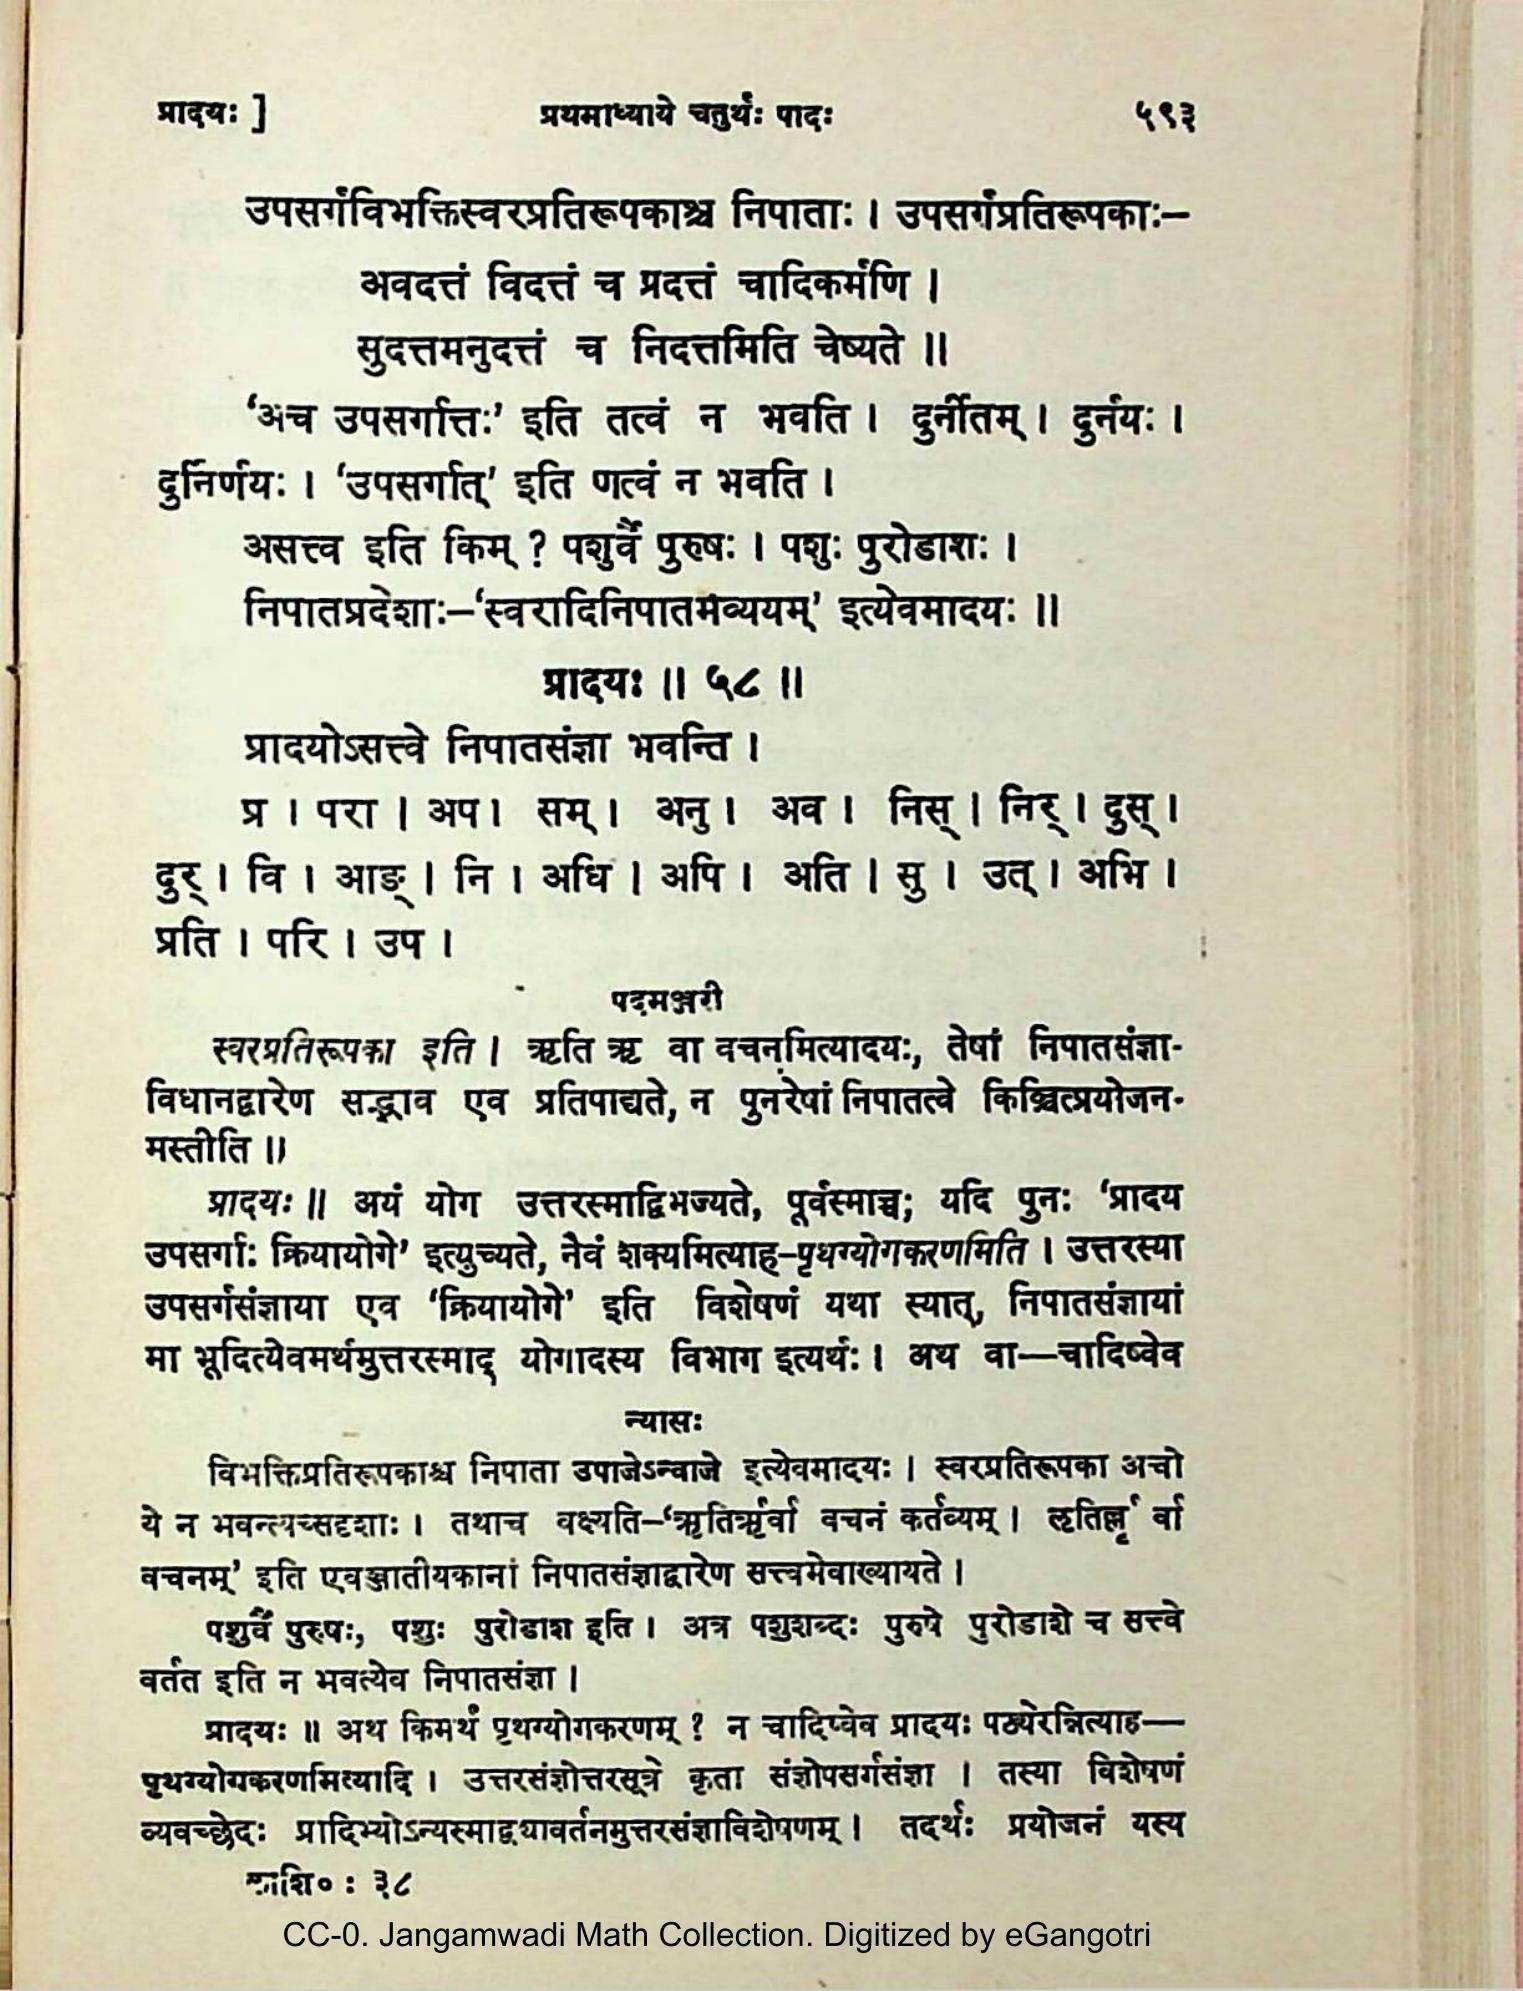 प्रादयः ] प्रथमाध्याये चतुर्थः पादः ५९३
उपसर्गविभक्तिस्वरप्रतिरूपकाश्च निपाताः । उपसर्गप्रतिरूपकाः–
अवदत्तं विदत्तं च प्रदत्तं चादिकर्मणि ।
सुदत्तमनुदत्तं च निदत्तमिति चेष्यते ॥
‘अच उपसर्गात्तः’ इति तत्वं न भवति । दुर्नीतम् । दुर्नयः ।
दुर्निर्णयः । ‘उपसर्गात्’ इति णत्वं न भवति ।
असत्त्व इति किम् ? पशुर्वै पुरुषः । पशुः पुरोडाशः ।
निपातप्रदेशाः–‘स्वरादिनिपातमव्ययम्’ इत्येवमादयः ॥
प्रादयः ॥ ५८ ॥
प्रादयोऽसत्त्वे निपातसंज्ञा भवन्ति ।
प्र । परा । अप। सम् । अनु । अव । निस् । निर् । दुस् ।
दुर् । वि । आङ् । नि । अधि । अपि । अति । सु । उत् । अभि ।
प्रति । परि । उप ।
पदमञ्जरी
स्वरप्रतिरूपका इति । ऋति ऋ वा वचनमित्यादयः, तेषां निपातसंज्ञा-
विधानद्वारेण सद्भाव एव प्रतिपाद्यते, न पुनरेषां निपातत्वे किञ्चित्प्रयोजन-
मस्तीति ॥
प्रादयः ॥ अयं योग उत्तरस्माद्विभज्यते, पूर्वस्माच्च; यदि पुनः ‘प्रादय
उपसर्गाः क्रियायोगे’ इत्युच्यते, नैवं शक्यमित्याह–पृथग्योगकरणमिति । उत्तरस्या
उपसर्गसंज्ञाया एव ‘क्रियायोगे’ इति विशेषणं यथा स्यात्, निपातसंज्ञायां
मा भूदित्येवमर्थमुत्तरस्माद् योगादस्य विभाग इत्यर्थः । अथ वा—चादिष्वेव
न्यासः
विभक्तिप्रतिरूपकाश्च निपाता उपाजेऽन्वाजे इत्येवमादयः । स्वरप्रतिरूपका अचो
ये न भवन्त्यच्सदृशाः । तथाच वक्ष्यति–‘ऋतिर्ऋर्वा वचनं कर्तव्यम् । लृतिर्लृ र्वा
वचनम्’ इति एवञ्जातीयकानां निपातसंज्ञाद्वारेण सत्त्वमेवाख्यायते ।
पशुर्वै पुरुषः, पशुः पुरोडाश इति । अत्र पशुशब्दः पुरुषे पुरोडाशे च सत्त्वे
वर्तत इति न भवत्येव निपातसंज्ञा ।
प्रादयः ॥ अथ किमर्थं पृथग्योगकरणम् ? न चादिष्वेव प्रादयः पठ्येरन्नित्याह—
पृथग्योगकरणमित्यादि । उत्तरसंज्ञोत्तरसूत्रे कृता संज्ञोपसर्गसंज्ञा । तस्या विशेषणं
व्यवच्छेदः प्रादिभ्योऽन्यस्माद्व्यावर्तनमुत्तरसंज्ञाविशेषणम् । तदर्थः प्रयोजनं यस्य
काशि० : ३८
CC-0. Jangamwadi Math Collection. Digitized by eGangotri